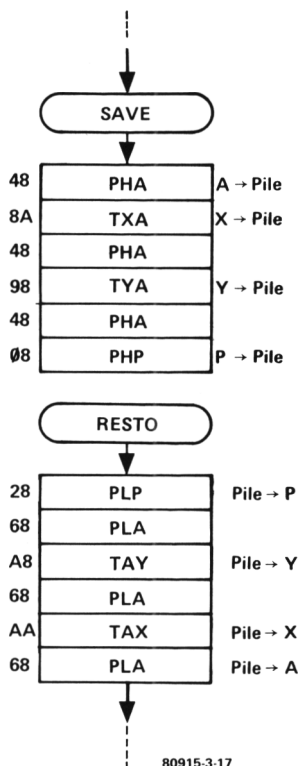 SAVE
48 PHA A → Pile
8A TXA X → Pile
48 PHA
98 TYA Y → Pile
48 PHA
Ø8 PHP P → Pile
RESTO
28 PLP Pile → P
68 PLA
A8 TAY Pile → Y
68 PLA
AA TAX Pile → X
68 PLA Pile → A
80915-3-17